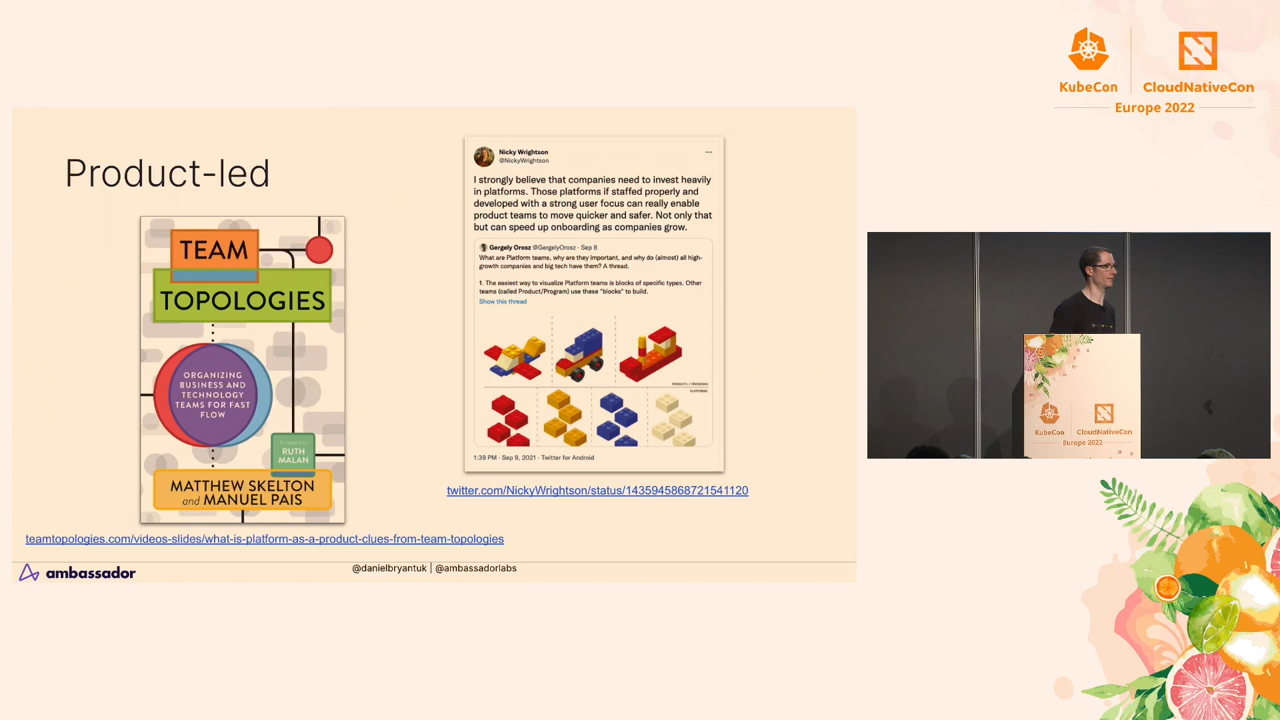 KubeCon
CloudNativeCon
Europe 2022
Product-led
TEAM
TOPOLOGIES
ORGANIZING
BUSINESS AND
TECHNOLOGY
TEAMS FOR FAST
FLOW
Foreword by
RUTH
MALAN
MATTHEW SKELTON
and MANUEL PAIS
teamtopologies.com/videos-slides/what-is-platform-as-a-product-clues-from-team-topologies
Nicky Wrightson
@NickyWrightson
I strongly believe that companies need to invest heavily
in platforms. Those platforms if staffed properly and
developed with a strong user focus can really enable
product teams to move quicker and safer. Not only that
but can speed up onboarding as companies grow.
Gergely Orosz @GergelyOrosz · Sep 8
What are Platform teams, why are they important, and why do (almost) all high-
growth companies and big tech have them? A thread.
1. The easiest way to visualize Platform teams is blocks of specific types. Other
teams (called Product/Program) use these "blocks" to build.
Show this thread
PRODUCTS / PROGRAMS
PLATFORMS
1:39 PM · Sep 9, 2021 · Twitter for Android
twitter.com/NickyWrightson/status/1435945868721541120
ambassador
@danielbryantuk | @ambassadorlabs
KubeCon
CloudNativeCon
Europe 2022